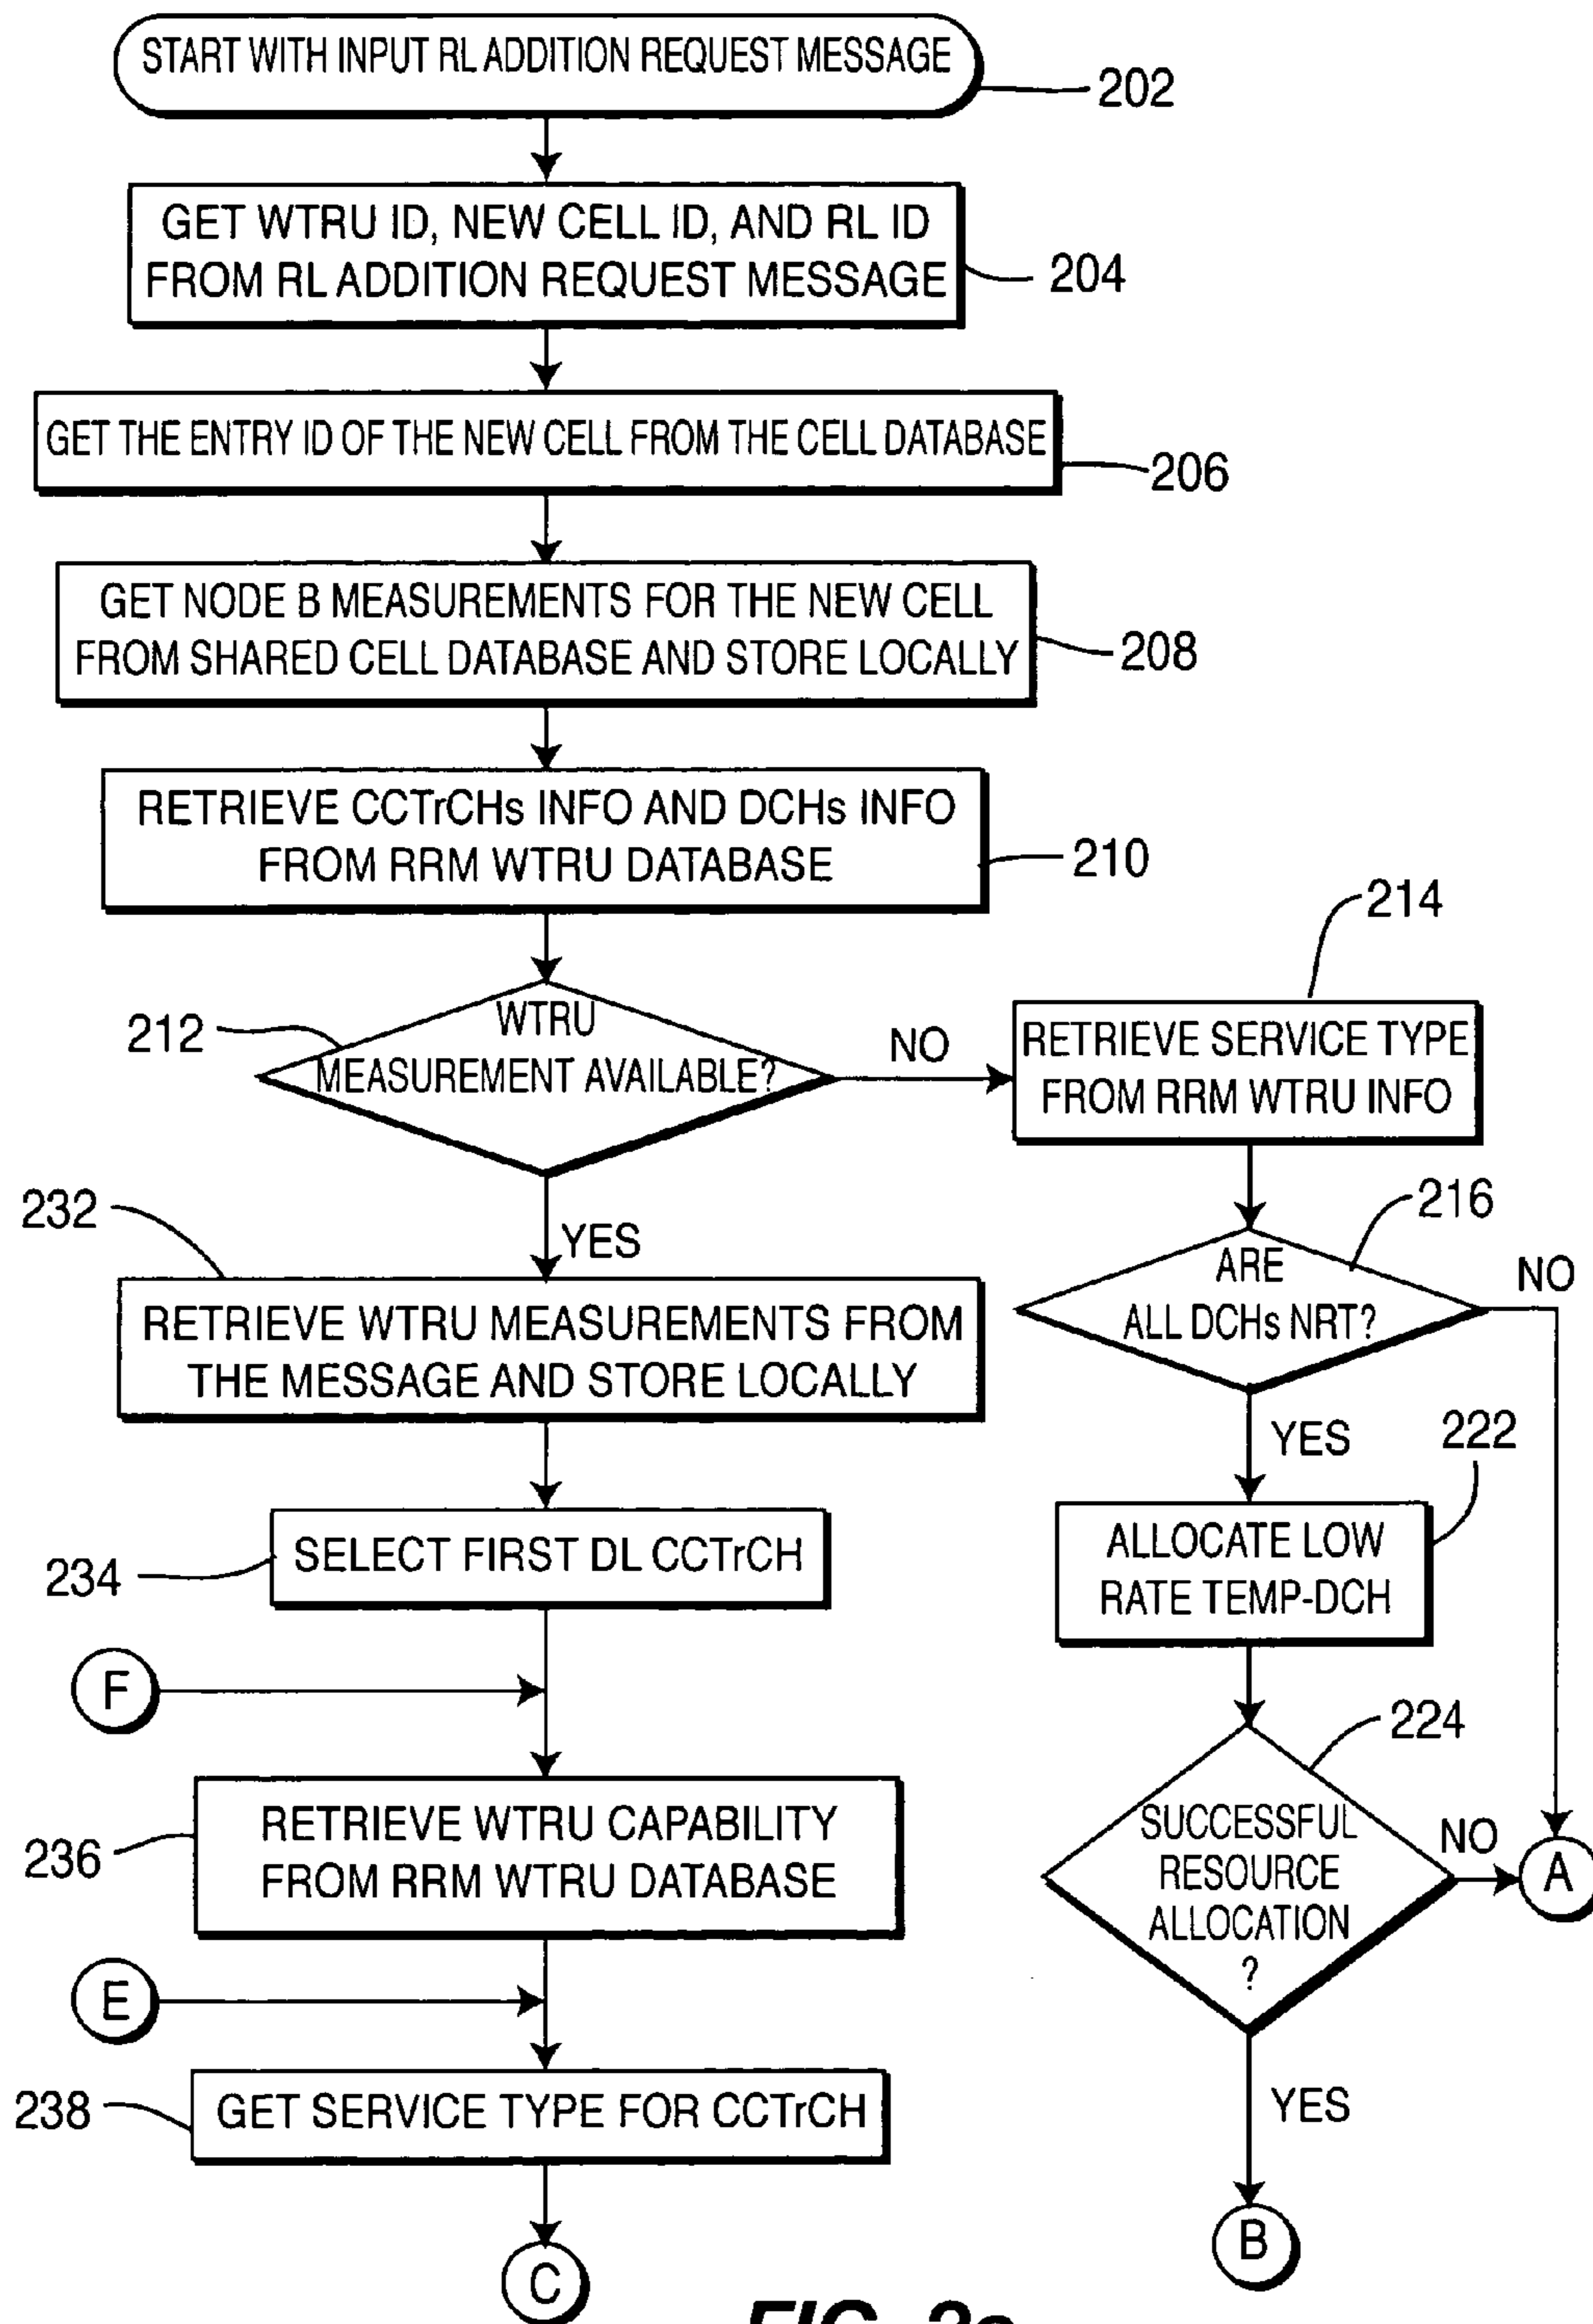 START WITH INPUT RL ADDITION REQUEST MESSAGE
202
GET WTRU ID, NEW CELL ID, AND RL ID
FROM RL ADDITION REQUEST MESSAGE
204
GET THE ENTRY ID OF THE NEW CELL FROM THE CELL DATABASE
206
GET NODE B MEASUREMENTS FOR THE NEW CELL
FROM SHARED CELL DATABASE AND STORE LOCALLY
208
RETRIEVE CCTrCHs INFO AND DCHs INFO
FROM RRM WTRU DATABASE
210
212
WTRU
MEASUREMENT AVAILABLE?
NO
214
RETRIEVE SERVICE TYPE
FROM RRM WTRU INFO
YES
216
ARE
ALL DCHs NRT?
NO
232
RETRIEVE WTRU MEASUREMENTS FROM
THE MESSAGE AND STORE LOCALLY
YES
222
ALLOCATE LOW
RATE TEMP-DCH
234
SELECT FIRST DL CCTrCH
F
224
SUCCESSFUL
RESOURCE
ALLOCATION
?
NO
A
236
RETRIEVE WTRU CAPABILITY
FROM RRM WTRU DATABASE
E
238
GET SERVICE TYPE FOR CCTrCH
YES
B
C